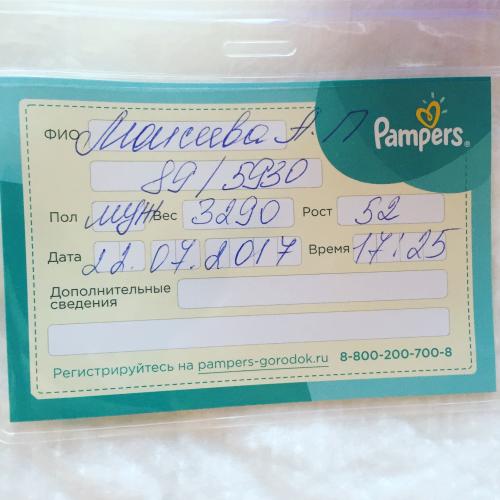 ФИО Моисеева А. П
Pampers
89/5930
Пол муж Вес 3290 Рост 52
Дата 22.07.2017 Время 17:25
Дополнительные
сведения
Регистрируйтесь на pampers-gorodok.ru 8-800-200-700-8